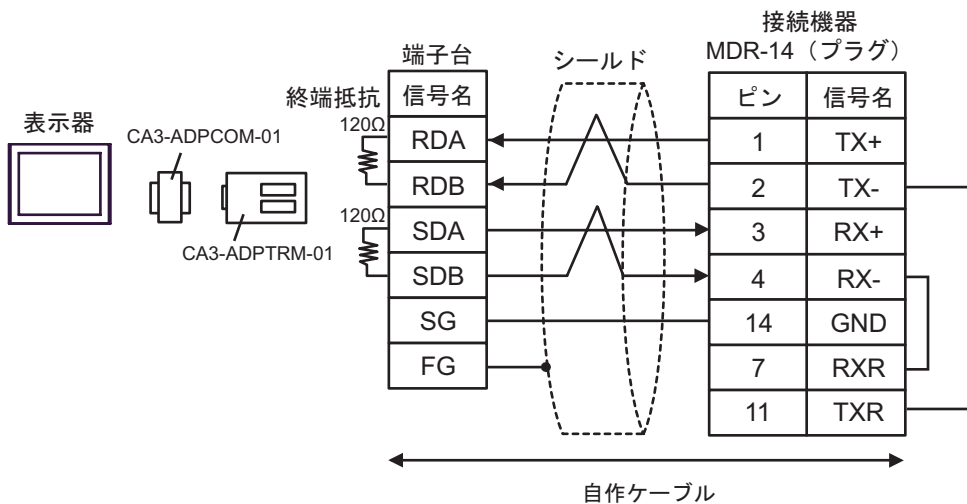 接続機器
MDR-14（プラグ）
端子台
シールド
信号名
ピン 信号名
終端抵抗
表示器
CA3-ADPCOM-01
CA3-ADPTRM-01
120Ω
RDA 1 TX+
RDB 2 TX-
120Ω
SDA 3 RX+
SDB 4 RX-
SG 14 GND
FG 7 RXR
11 TXR
自作ケーブル